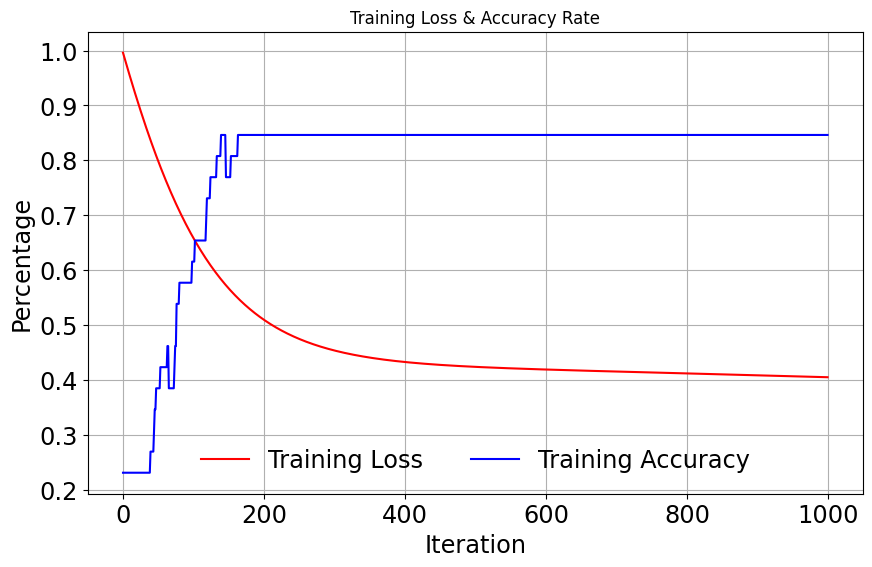 Training Loss & Accuracy Rate
Percentage
1.0
0.9
0.8
0.7
0.6
0.5
0.4
0.3
0.2
Training Loss
Training Accuracy
0 200 400 600 800 1000
Iteration